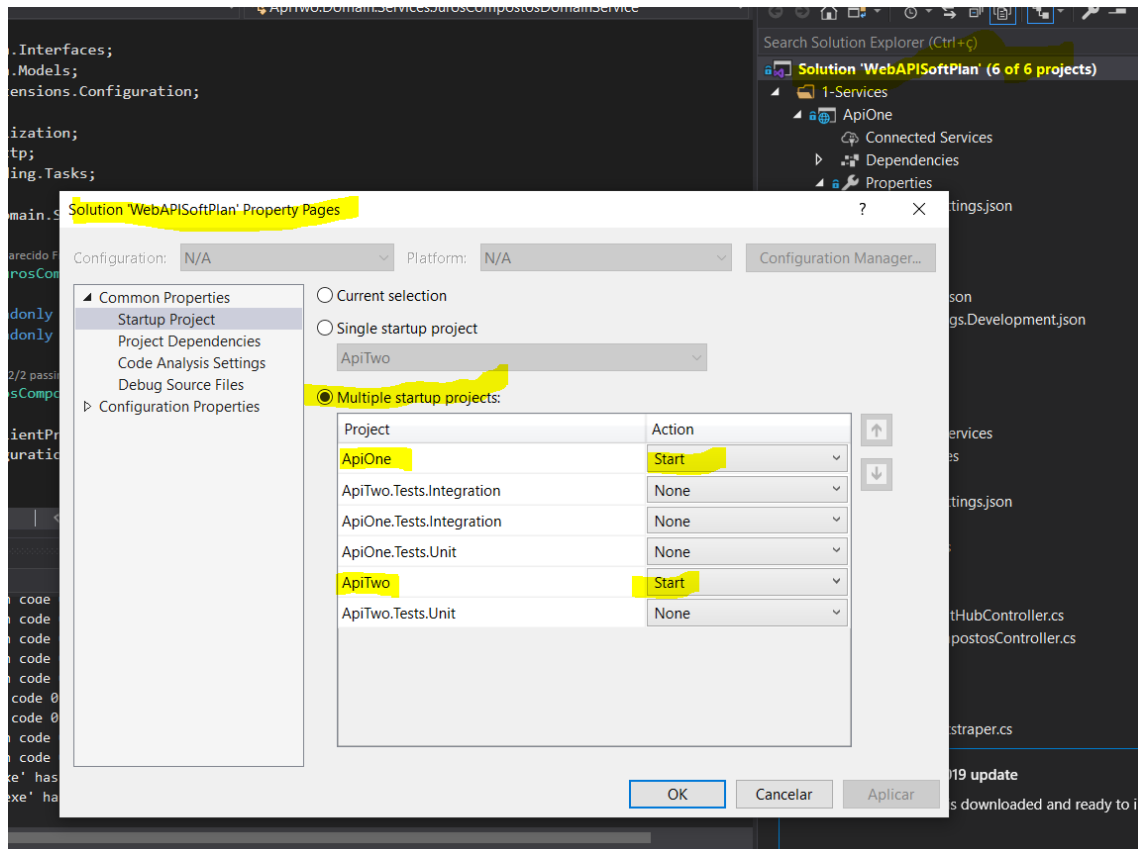 ApiTwo.Domain.Services.JurosCompostosDomainService
.Interfaces;
.Models;
ensions.Configuration;
ization;
tp;
ing.Tasks;
main.S
arecido F
urosCom
donly
donly
2/2 passi
osCompo
ientPr
uratio
n code
n code
n code
n code
n code
code 0
code 0
n code
n code
xe' has
exe' ha
Search Solution Explorer (Ctrl+ç)
Solution 'WebAPISoftPlan' (6 of 6 projects)
1-Services
ApiOne
Connected Services
Dependencies
Properties
ttings.json
son
gs.Development.json
ervices
es
ttings.json
tHubController.cs
postosController.cs
straper.cs
019 update
s downloaded and ready to i
Solution 'WebAPISoftPlan' Property Pages
?
Configuration: N/A Platform: N/A Configuration Manager...
Common Properties
Startup Project
Project Dependencies
Code Analysis Settings
Debug Source Files
Configuration Properties
Current selection
Single startup project
ApiTwo
Multiple startup projects:
Project Action
ApiOne Start
ApiTwo.Tests.Integration None
ApiOne.Tests.Integration None
ApiOne.Tests.Unit None
ApiTwo Start
ApiTwo.Tests.Unit None
OK Cancelar Aplicar